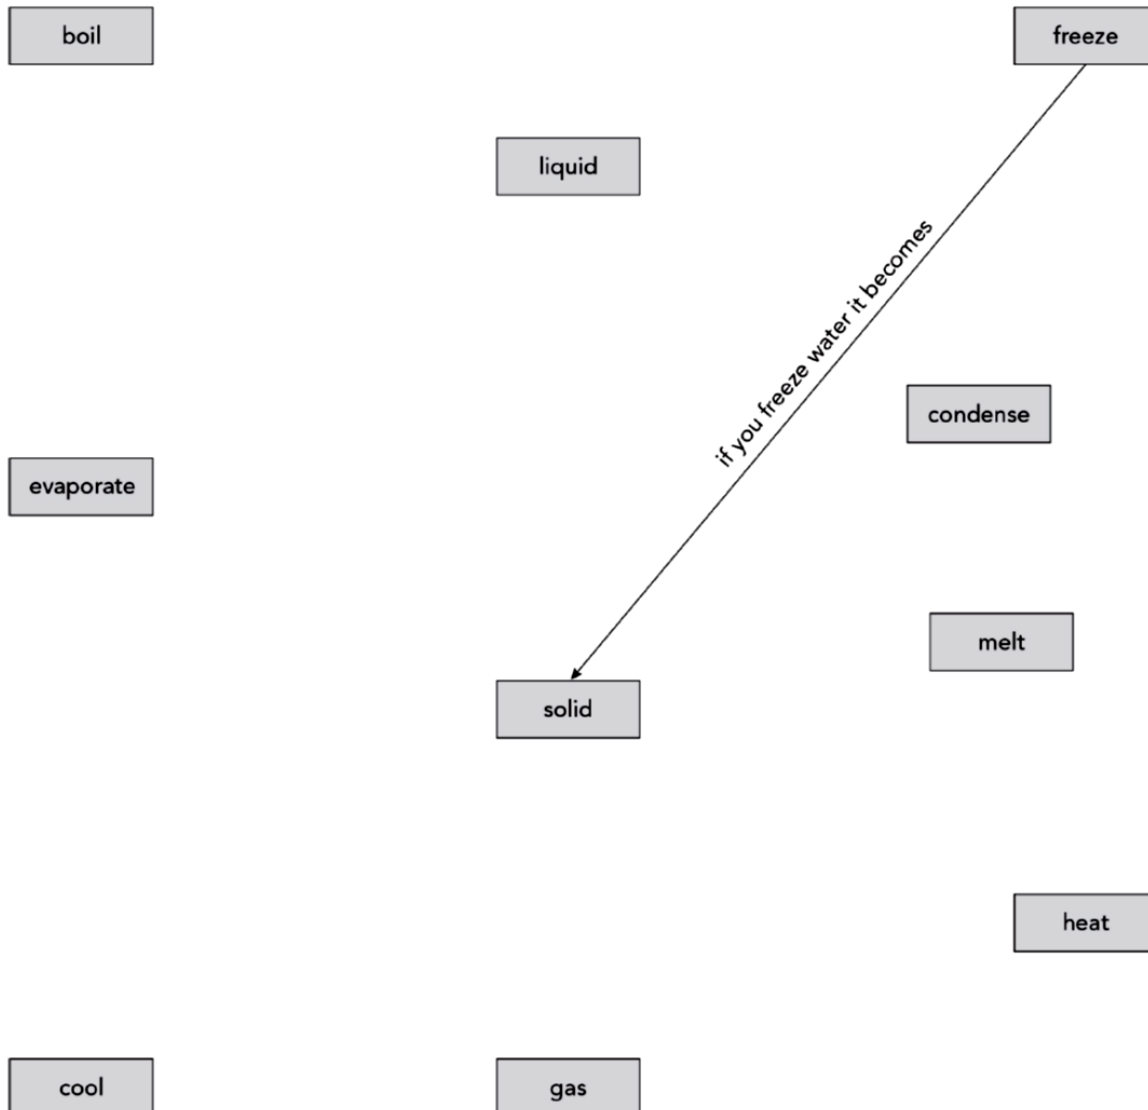 boil
freeze
liquid
if you freeze water it becomes
condense
evaporate
melt
solid
heat
cool
gas